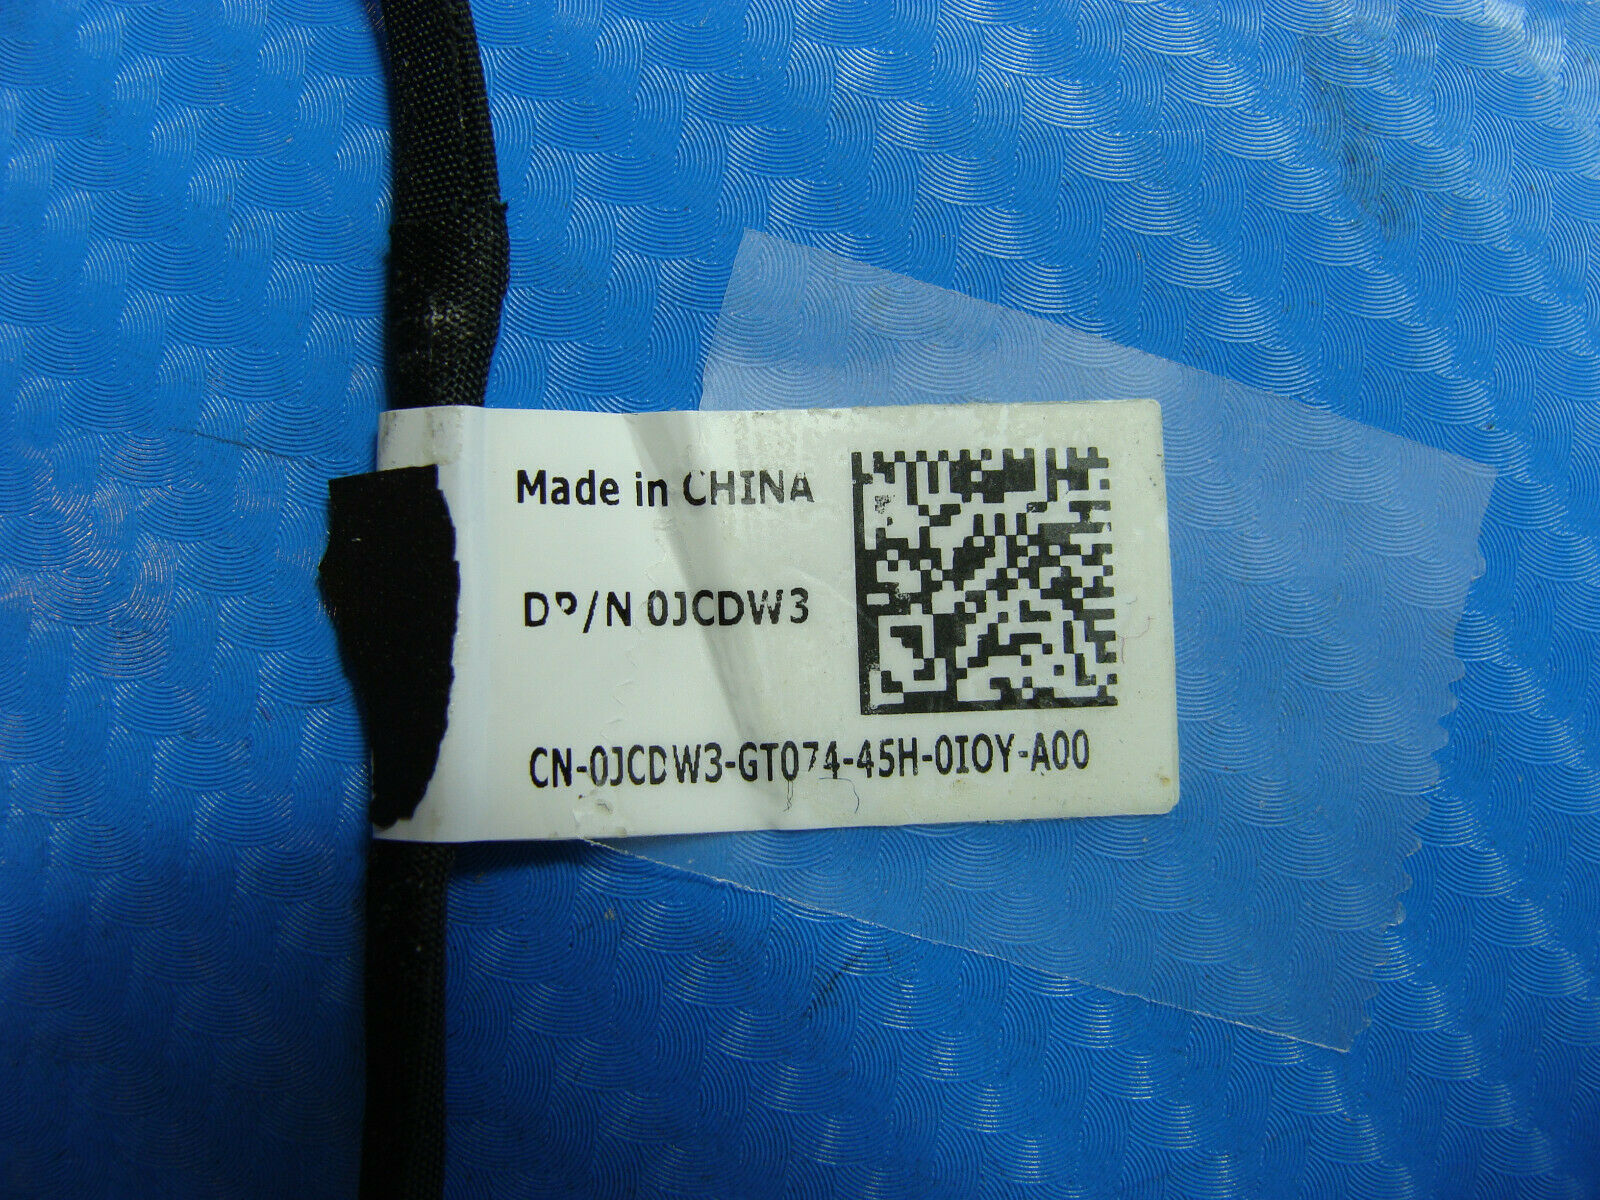 Made in CHINA
DP/N 0JCDW3
CN-0JCDW3-GT074-45H-0IOY-A00